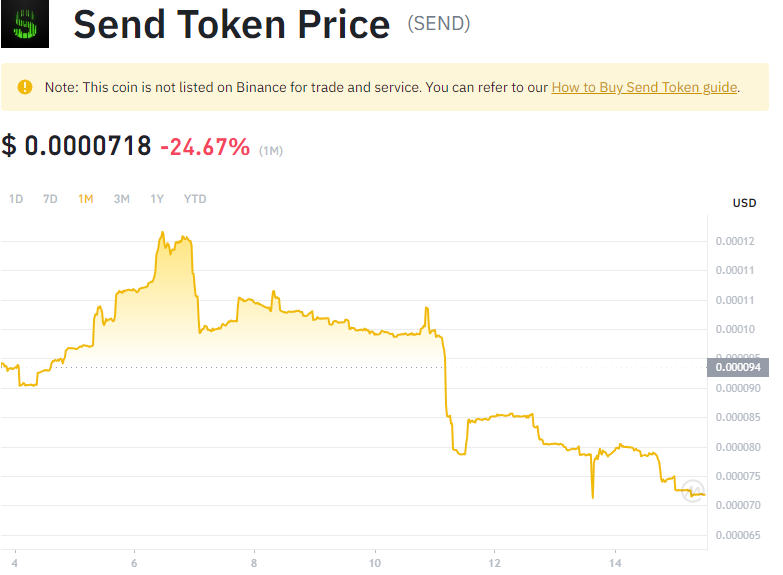 Send Token Price (SEND)
Note: This coin is not listed on Binance for trade and service. You can refer to our How to Buy Send Token guide.
$ 0.0000718 -24.67% (1M)
1D 7D 1M 3M 1Y YTD
USD
0.00012
0.00011
0.00011
0.00010
0.000095
0.000094
0.000090
0.000085
0.000080
0.000075
0.000070
0.000065
4 6 8 10 12 14